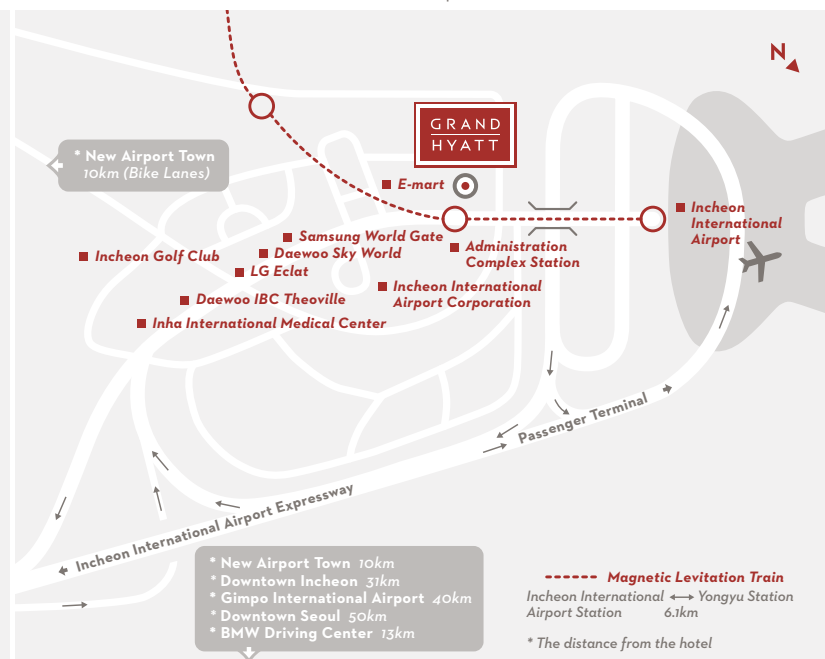 N
GRAND
HYATT
* New Airport Town
10km (Bike Lanes)
E-mart
Incheon
International
Airport
Samsung World Gate
Administration
Complex Station
Daewoo Sky World
Incheon Golf Club
LG Eclat
Incheon International
Airport Corporation
Daewoo IBC Theoville
Inha International Medical Center
Passenger Terminal
Incheon International Airport Expressway
* New Airport Town 10km
* Downtown Incheon 31km
* Gimpo International Airport 40km
* Downtown Seoul 50km
* BMW Driving Center 13km
Magnetic Levitation Train
Incheon International ↔ Yongyu Station
Airport Station 6.1km
* The distance from the hotel